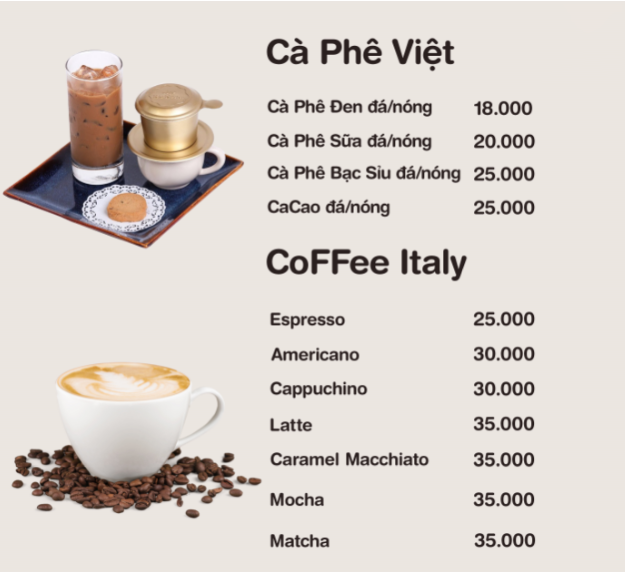 Cà Phê Việt
Cà Phê Đen đá/nóng 18.000
Cà Phê Sữa đá/nóng 20.000
Cà Phê Bạc Sỉu đá/nóng 25.000
CaCao đá/nóng 25.000
CoFFee Italy
Espresso 25.000
Americano 30.000
Cappuchino 30.000
Latte 35.000
Caramel Macchiato 35.000
Mocha 35.000
Matcha 35.000